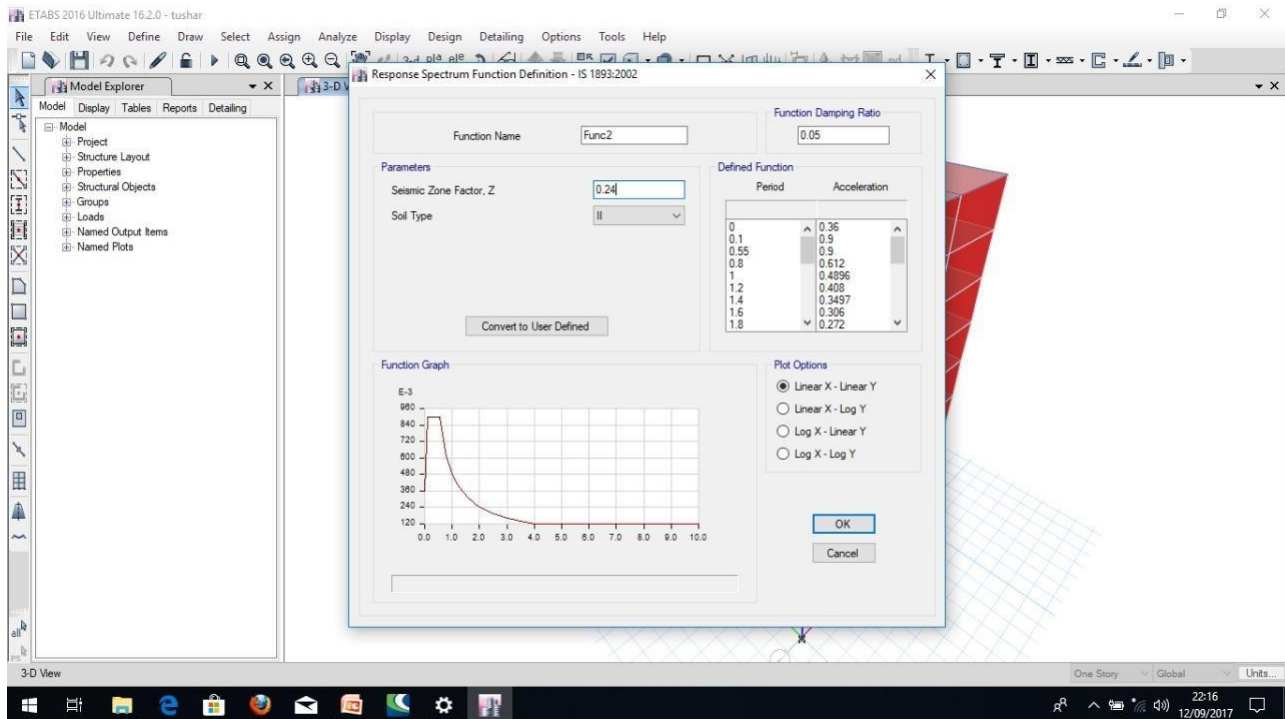 ETABS 2016 Ultimate 16.2.0 - tushar
File Edit View Define Draw Select Assign Analyze Display Design Detailing Options Tools Help
Model Explorer
Model Display Tables Reports Detailing
Model
Project
Structure Layout
Properties
Structural Objects
Groups
Loads
Named Output Items
Named Plots
3-D V
Response Spectrum Function Definition - IS 1893:2002
Function Name Func2
Function Damping Ratio
0.05
Parameters
Seismic Zone Factor, Z 0.24
Soil Type II
Convert to User Defined
Defined Function
Period Acceleration
0 0.36
0.1 0.9
0.55 0.9
0.8 0.612
1 0.4896
1.2 0.408
1.4 0.3497
1.6 0.306
1.8 0.272
Function Graph
E-3
960
840
720
600
480
360
240
120
0.0 1.0 2.0 3.0 4.0 5.0 6.0 7.0 8.0 9.0 10.0
Plot Options
Linear X - Linear Y
Linear X - Log Y
Log X - Linear Y
Log X - Log Y
OK
Cancel
all
3-D View
One Story Global Units...
22:16
12/09/2017